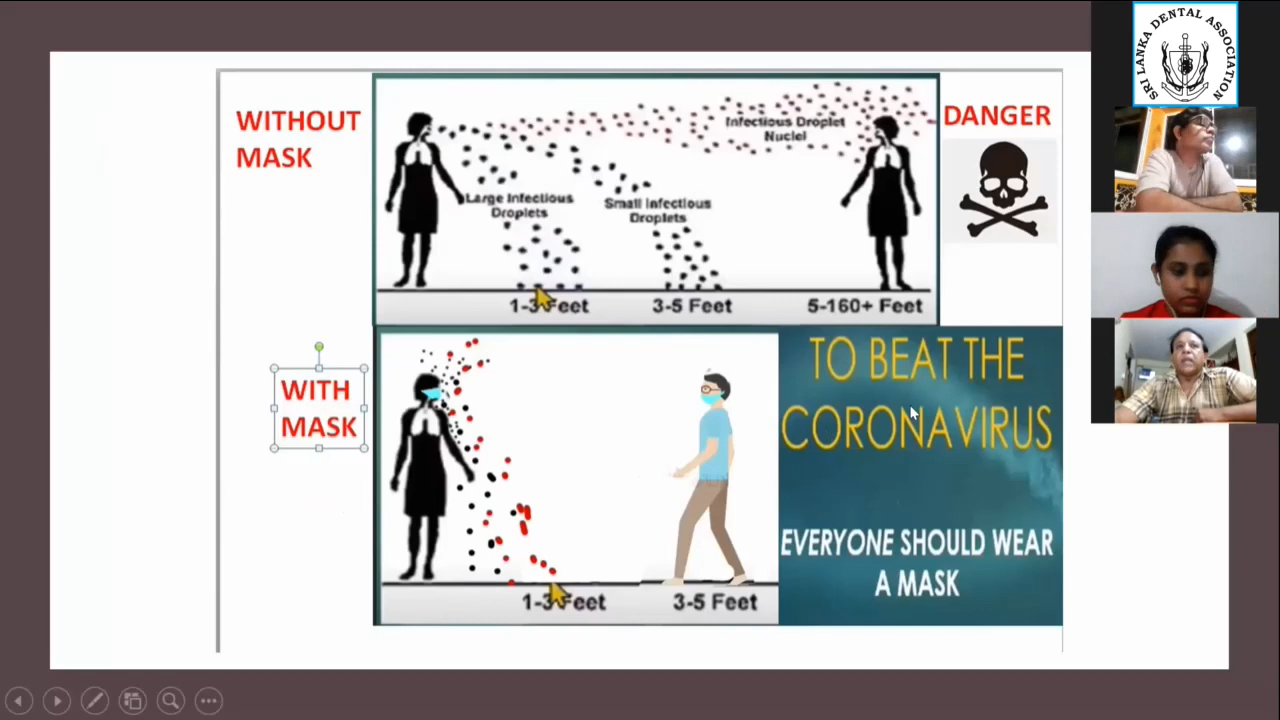 SRI LANKA DENTAL ASSOCIATION
WITHOUT
MASK
Infectious Droplet
Nuclei
DANGER
Large Infectious
Droplets
Small Infectious
Droplets
1-3 Feet
3-5 Feet
5-160+ Feet
WITH
MASK
TO BEAT THE
CORONAVIRUS
EVERYONE SHOULD WEAR
A MASK
1-3 Feet
3-5 Feet